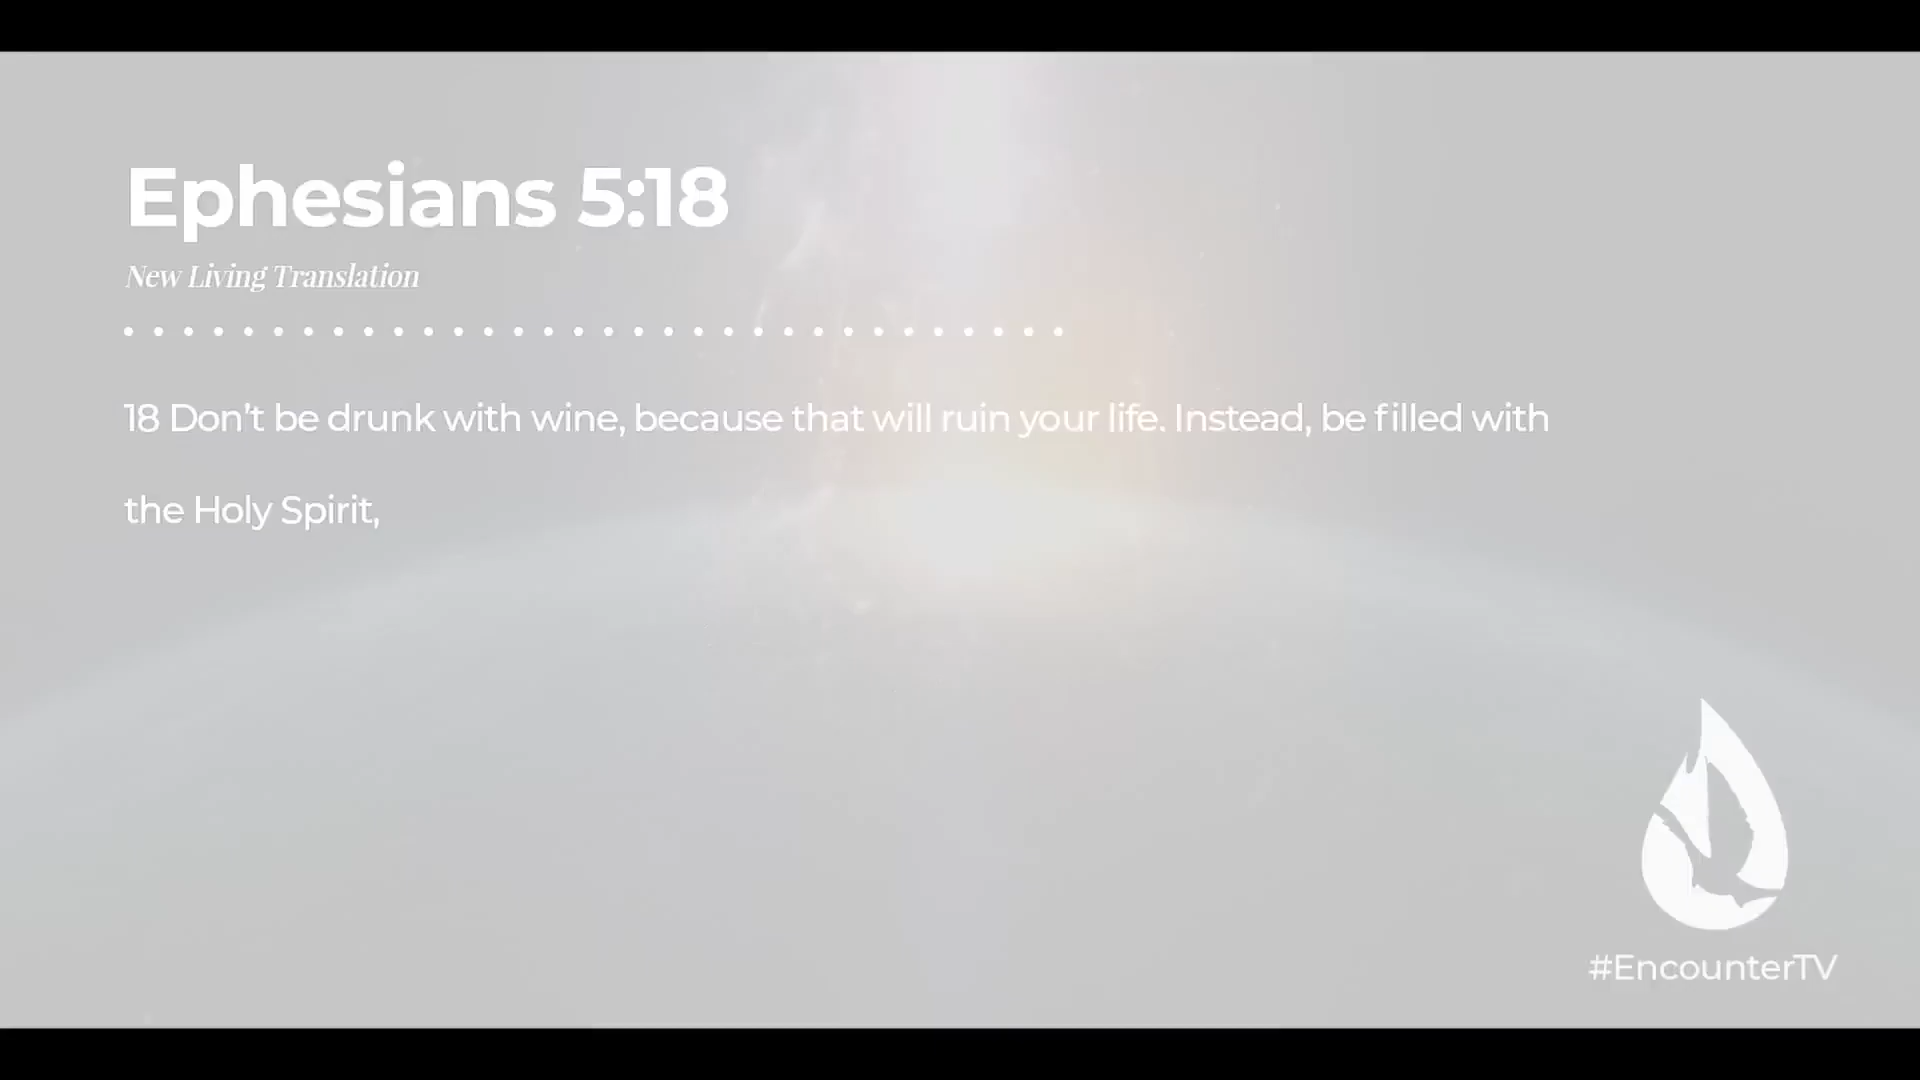 Ephesians 5:18
New Living Translation
18 Don't be drunk with wine, because that will ruin your life. Instead, be filled with
the Holy Spirit,
#EncounterTV